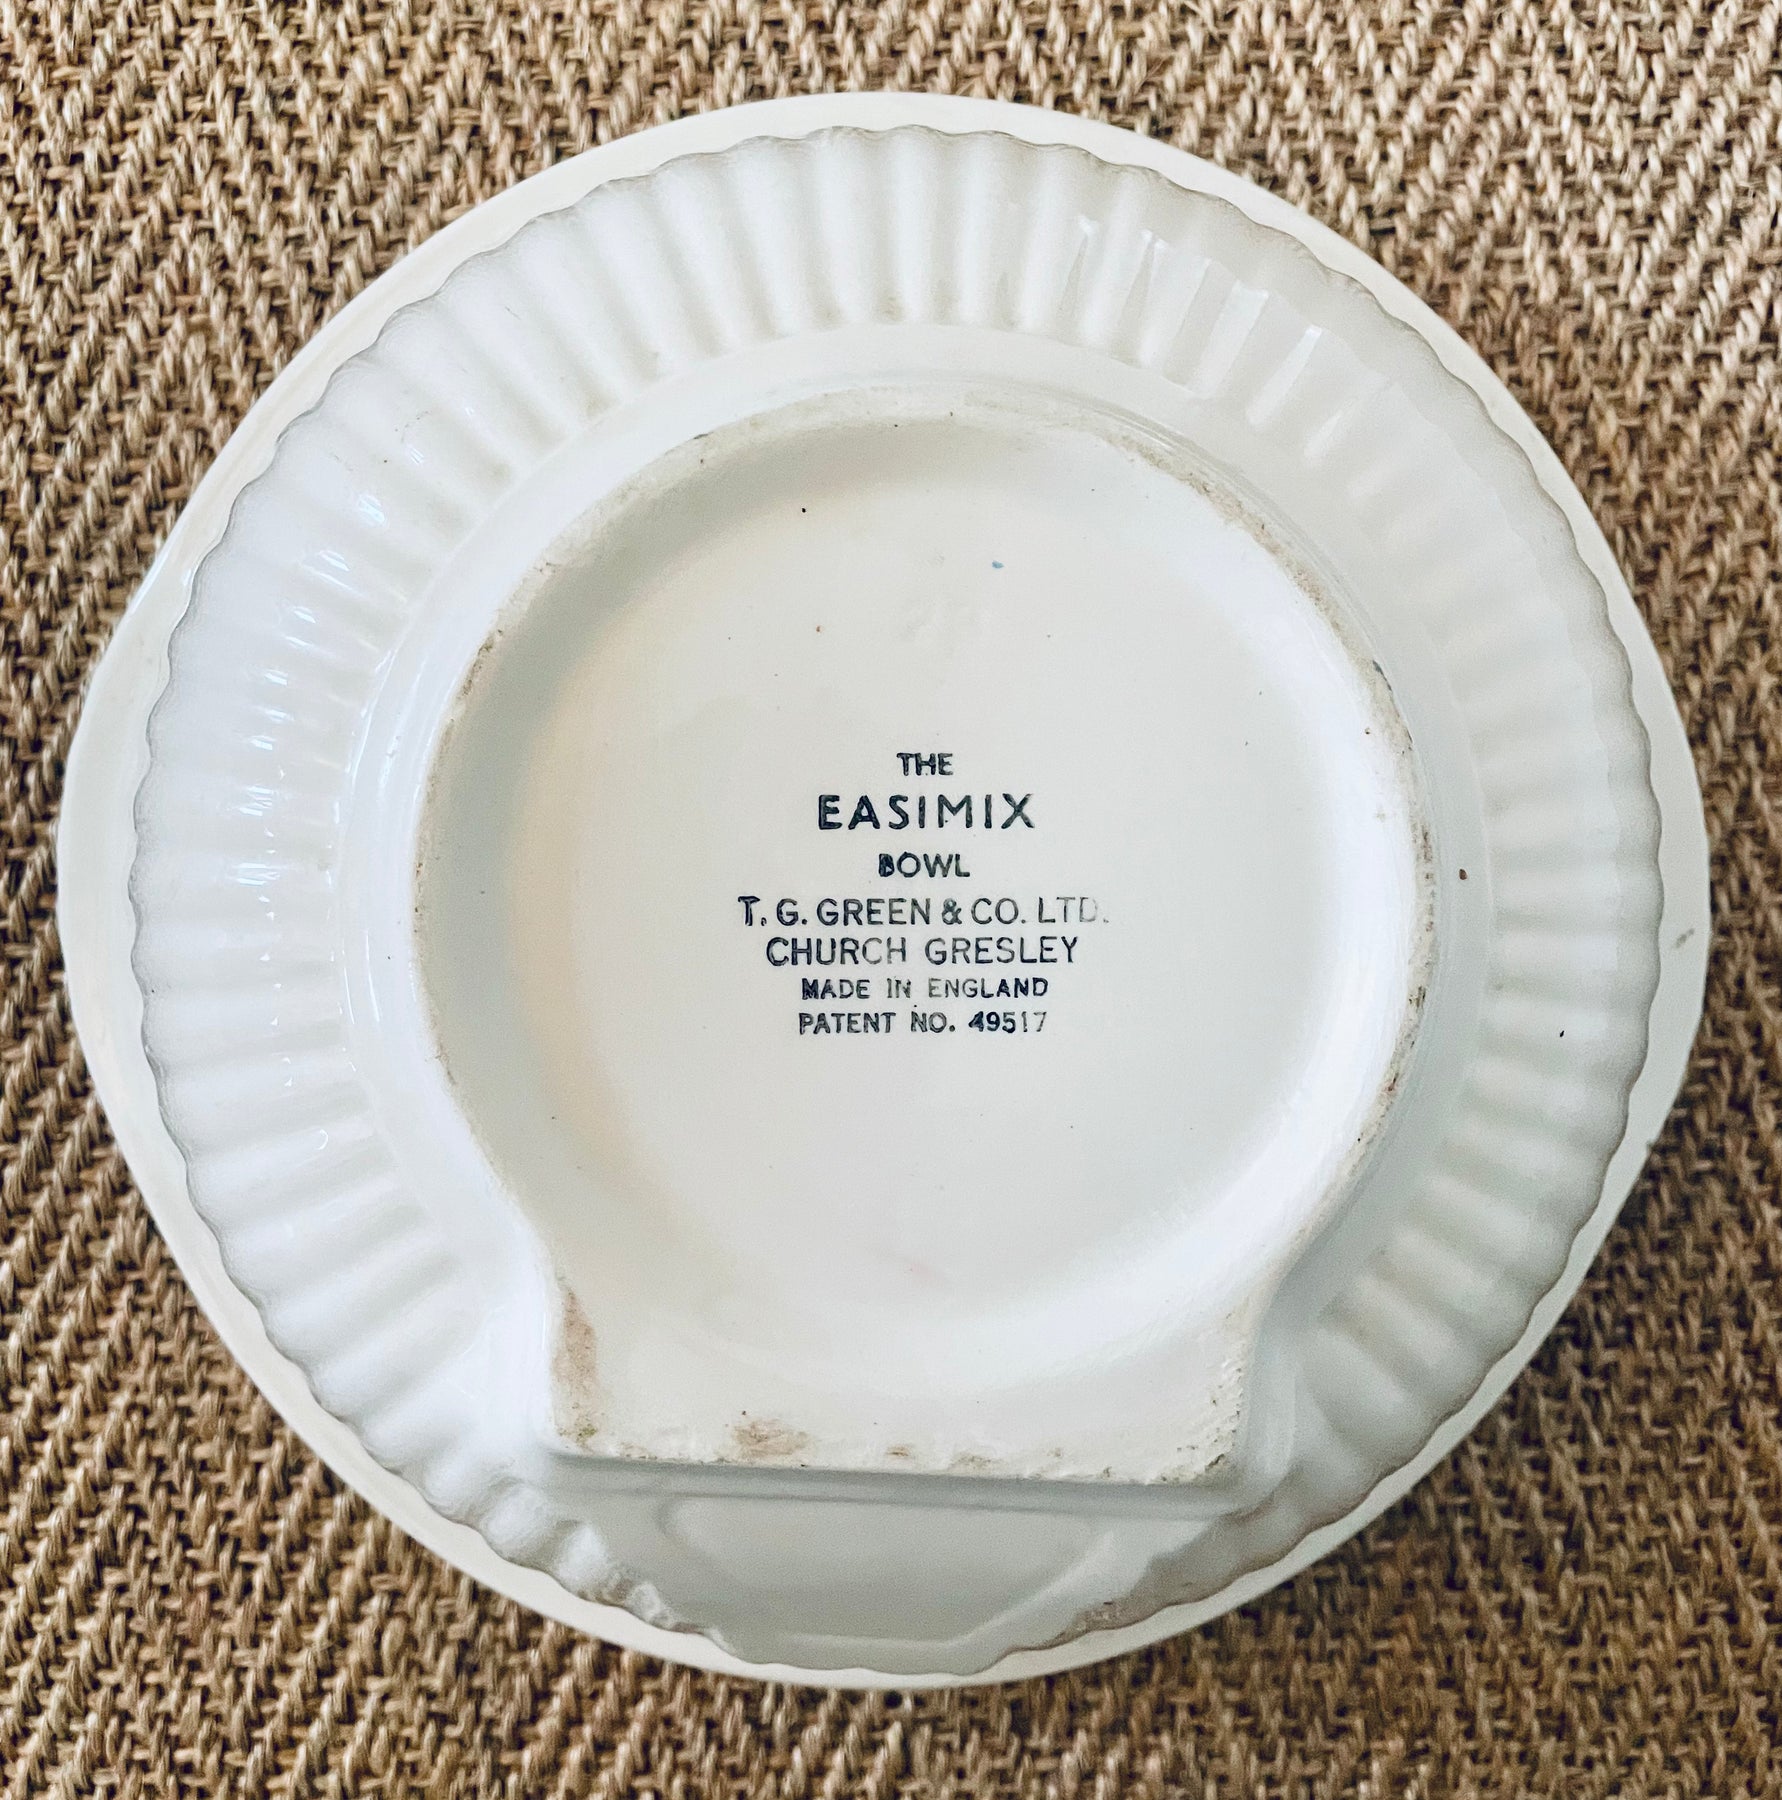 THE
EASIMIX
BOWL
T. G. GREEN & CO. LTD.
CHURCH GRESLEY
MADE IN ENGLAND
PATENT NO. 49517